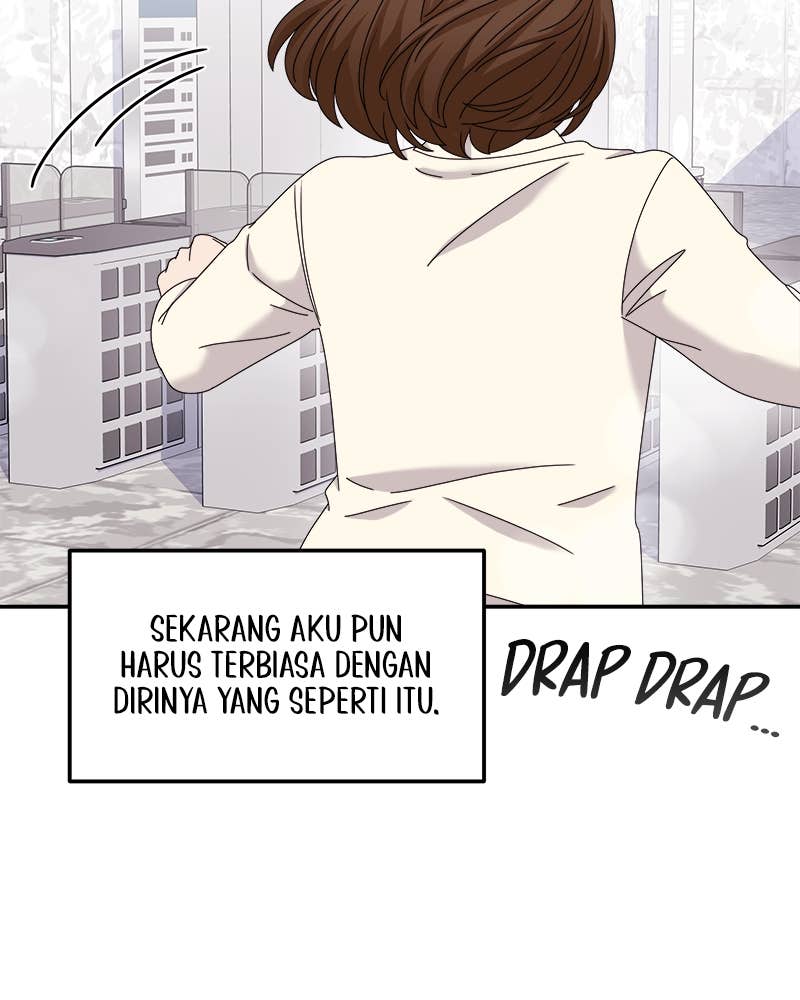 SEKARANG AKU PUN
HARUS TERBIASA DENGAN
DIRINYA YANG SEPERTI ITU.
DRAP DRAP...